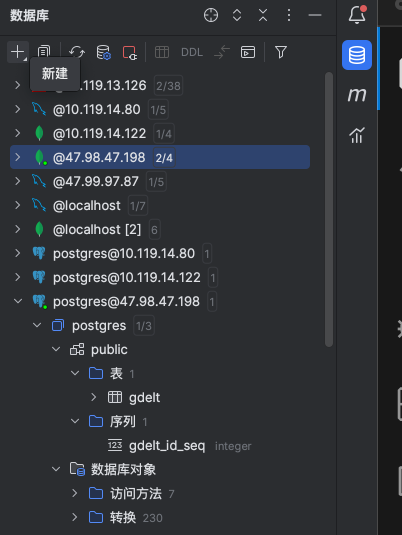 数据库
DDL
新建
.119.13.126 2/38
@10.119.14.80 1/5
@10.119.14.122 1/4
@47.98.47.198 2/4
@47.99.97.87 1/5
@localhost 1/7
@localhost [2] 6
postgres@10.119.14.80 1
postgres@10.119.14.122 1
postgres@47.98.47.198 1
postgres 1/3
public
表 1
gdelt
序列 1
123 gdelt_id_seq integer
数据库对象
访问方法 7
转换 230
m